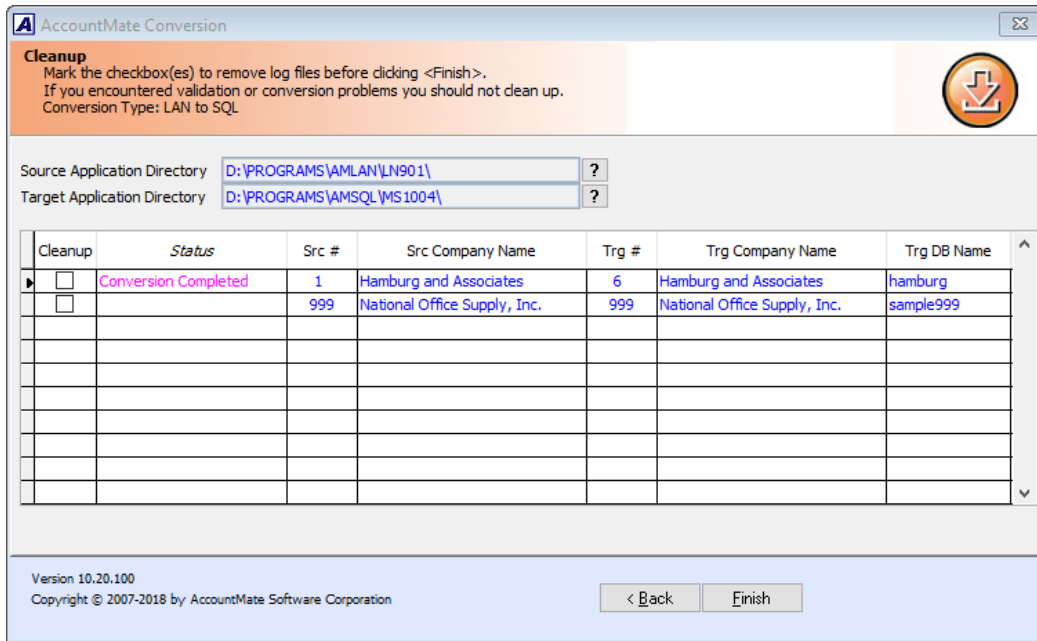 A AccountMate Conversion
Cleanup
Mark the checkbox(es) to remove log files before clicking <Finish>.
If you encountered validation or conversion problems you should not clean up.
Conversion Type: LAN to SQL
Source Application Directory D:\PROGRAMS\AMLAN\LN901\ ?
Target Application Directory D:\PROGRAMS\AMSQL\MS1004\ ?
Cleanup Status Src # Src Company Name Trg # Trg Company Name Trg DB Name
Conversion Completed 1 Hamburg and Associates 6 Hamburg and Associates hamburg
999 National Office Supply, Inc. 999 National Office Supply, Inc. sample999
Version 10.20.100
Copyright © 2007-2018 by AccountMate Software Corporation
< Back Finish